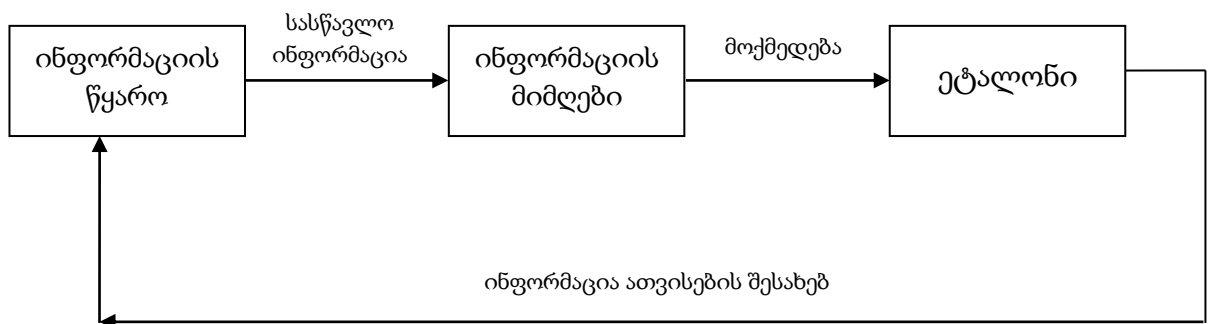 ინფორმაციის
წყარო
სასწავლო
ინფორმაცია
ინფორმაციის
მიმღები
მოქმედება
ეტალონი
ინფორმაცია ათვისების შესახებ